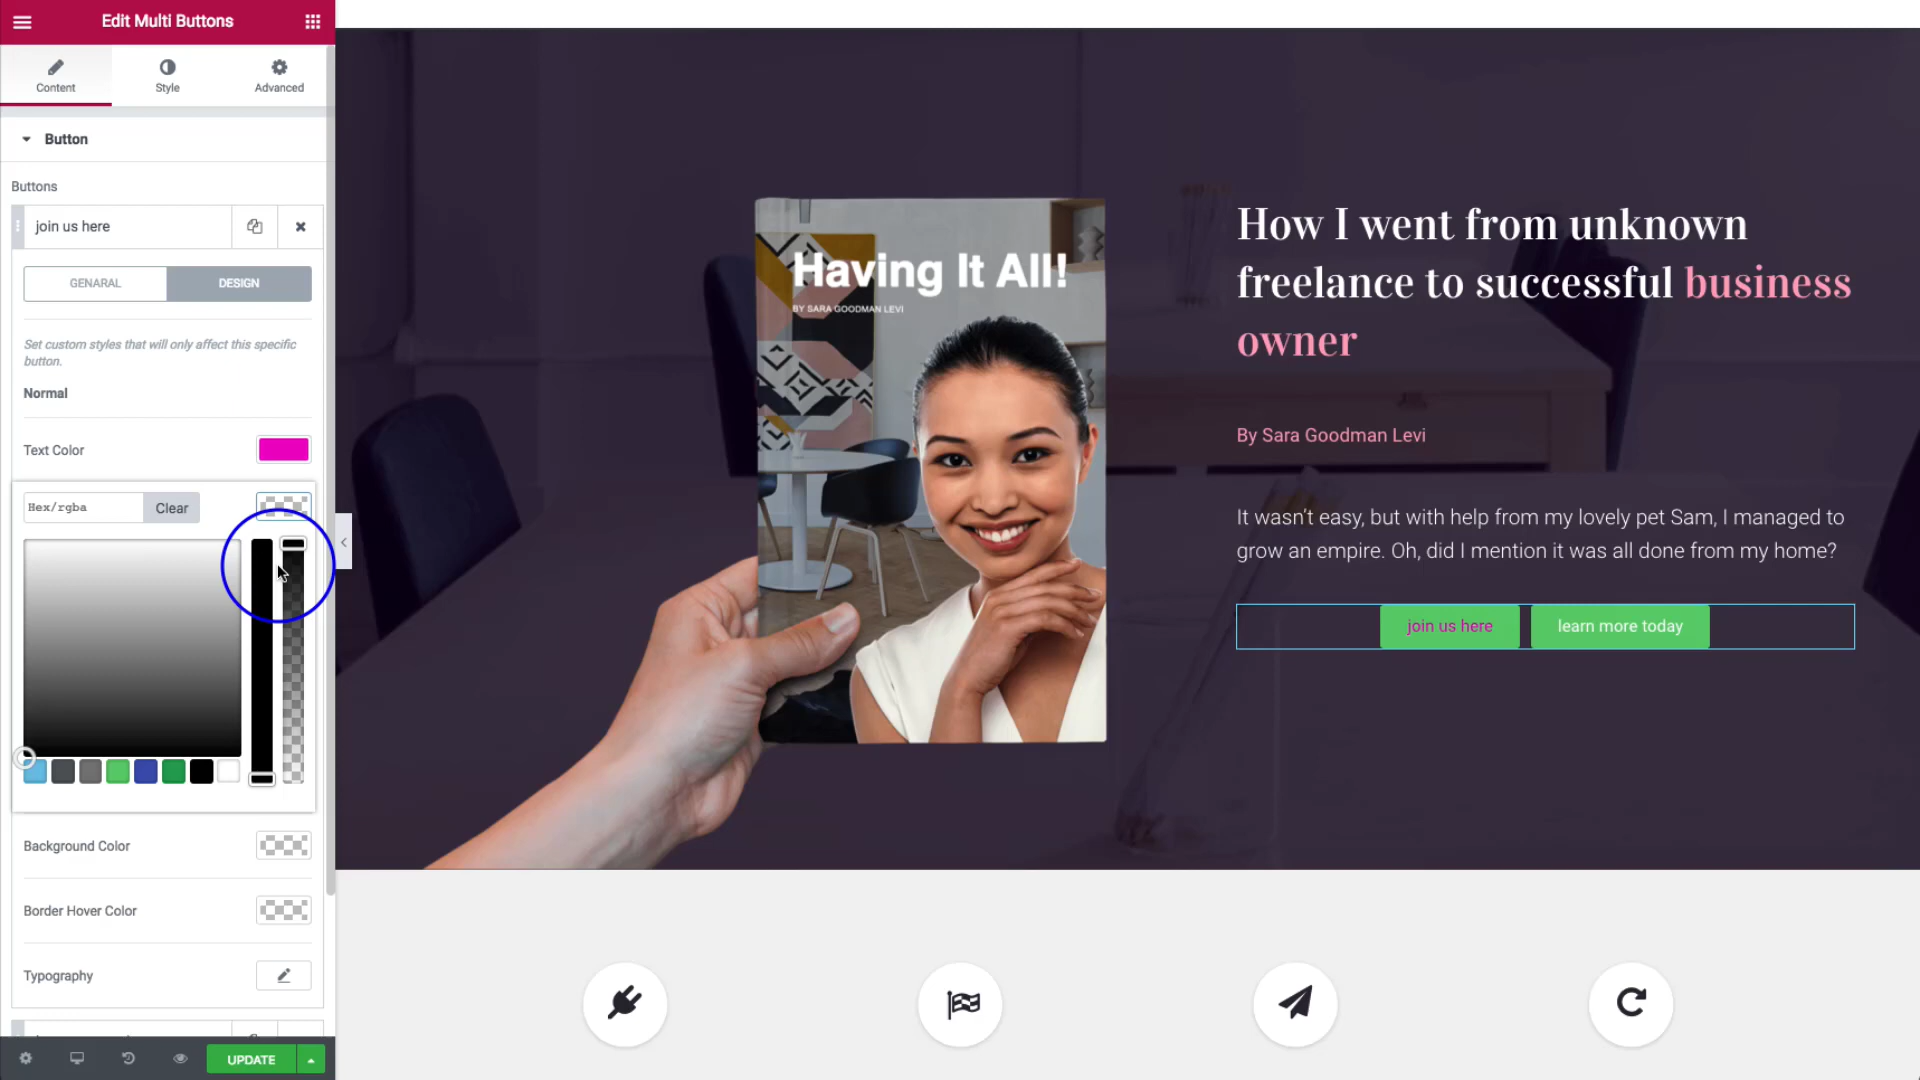 Edit Multi Buttons
Content
Style
Advanced
Button
Buttons
join us here
GENARAL
DESIGN
Set custom styles that will only affect this specific
button.
Normal
Text Color
Hex/rgba
Clear
Background Color
Border Hover Color
Typography
UPDATE
Having It All!
BY SARA GOODMAN LEVI
How I went from unknown
freelance to successful business
owner
By Sara Goodman Levi
It wasn't easy, but with help from my lovely pet Sam, I managed to
grow an empire. Oh, did I mention it was all done from my home?
join us here
learn more today